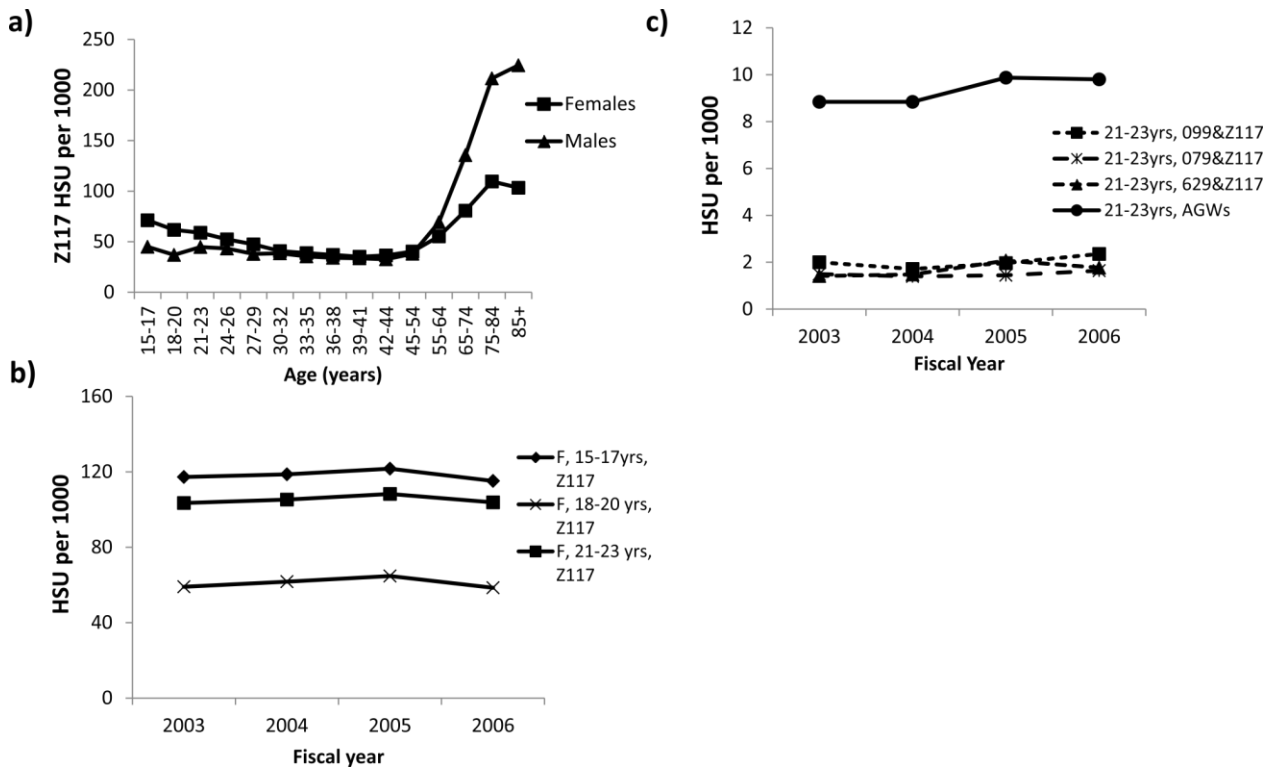 a)
Z117 HSU per 1000
250
200
150
100
50
0
15-17
18-20
21-23
24-26
27-29
30-32
33-35
36-38
39-41
42-44
45-54
55-64
65-74
75-84
85+
Age (years)
Females
Males
b)
HSU per 1000
160
120
80
40
0
2003
2004
2005
2006
Fiscal year
F, 15-17yrs,
Z117
F, 18-20 yrs,
Z117
F, 21-23 yrs,
Z117
c)
HSU per 1000
12
10
8
6
4
2
0
2003
2004
2005
2006
Fiscal Year
21-23yrs, 099&Z117
21-23yrs, 079&Z117
21-23yrs, 629&Z117
21-23yrs, AGWs